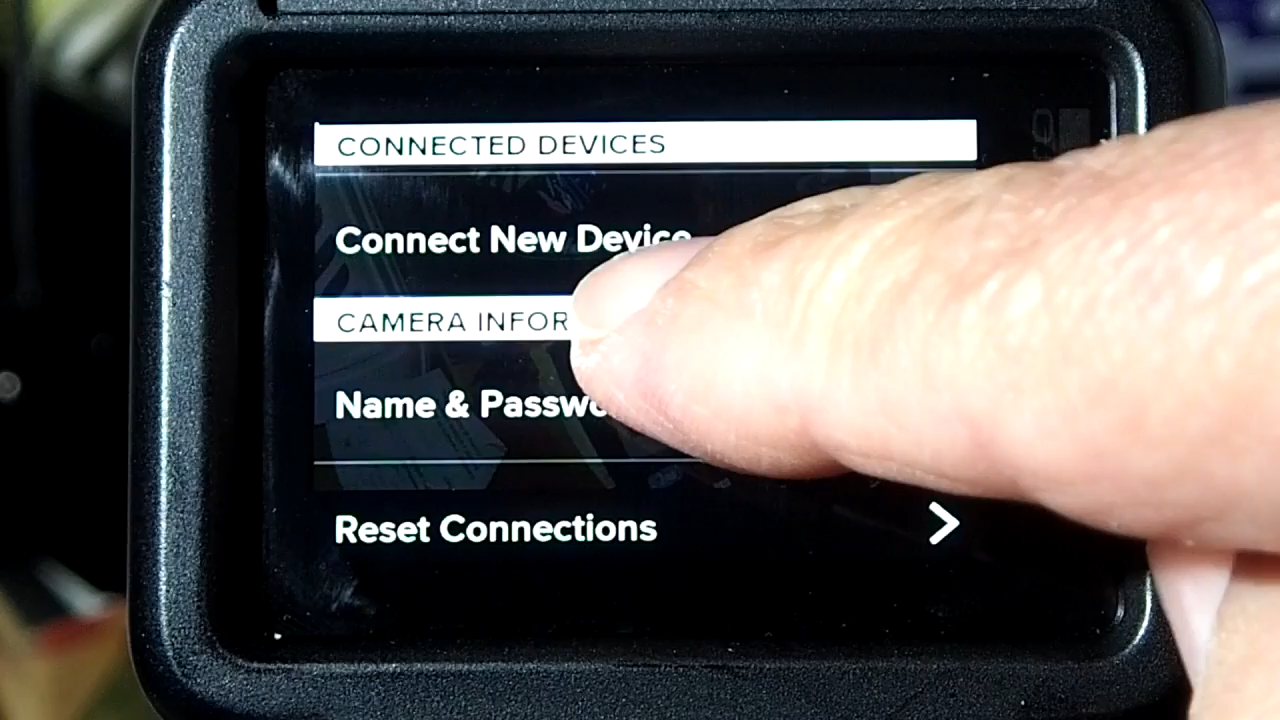 CONNECTED DEVICES
Connect New Device
CAMERA INFOR
Name & Passwo
Reset Connections